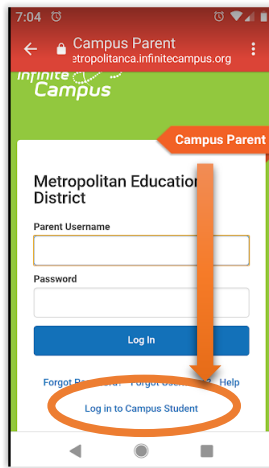 7:04
Campus Parent
etropolitanca.infinitecampus.org
Infinite
Campus
Campus Parent
Metropolitan Education
District
Parent Username
Password
Log In
Forgot Password? Forgot Username? Help
Log in to Campus Student